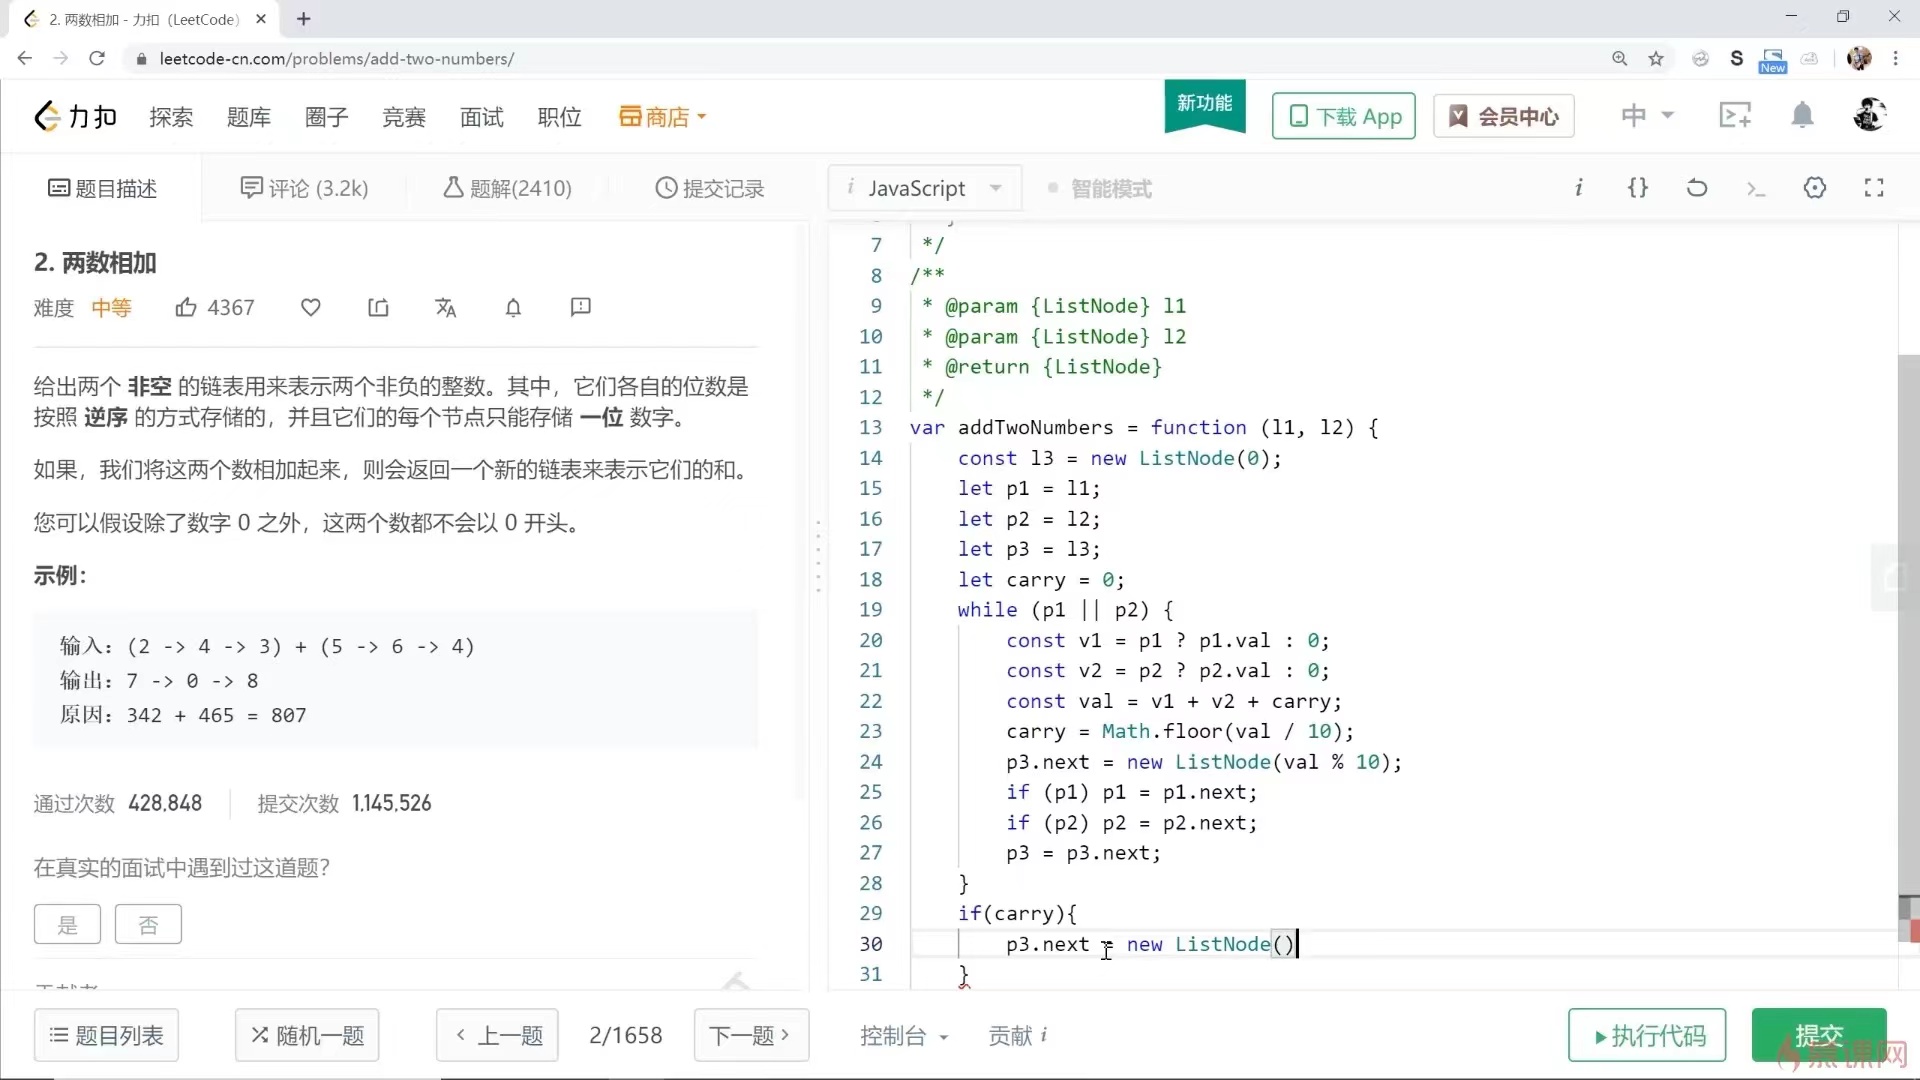 2. 两数相加 - 力扣 (LeetCode)
leetcode-cn.com/problems/add-two-numbers/
S
New
力扣 探索 题库 圈子 竞赛 面试 职位 商店
新功能
下载 App
会员中心
中
题目描述 评论 (3.2k) 题解(2410) 提交记录
i JavaScript 智能模式
2. 两数相加
难度 中等 4367
给出两个 非空 的链表用来表示两个非负的整数。其中，它们各自的位数是
按照 逆序 的方式存储的，并且它们的每个节点只能存储 一位 数字。
如果，我们将这两个数相加起来，则会返回一个新的链表来表示它们的和。
您可以假设除了数字 0 之外，这两个数都不会以 0 开头。
示例：
输入：(2 -> 4 -> 3) + (5 -> 6 -> 4)
输出：7 -> 0 -> 8
原因：342 + 465 = 807
通过次数 428,848 提交次数 1,145,526
在真实的面试中遇到过这道题?
是 否
7 */
8 /**
9 * @param {ListNode} l1
10 * @param {ListNode} l2
11 * @return {ListNode}
12 */
13 var addTwoNumbers = function (l1, l2) {
14 const l3 = new ListNode(0);
15 let p1 = l1;
16 let p2 = l2;
17 let p3 = l3;
18 let carry = 0;
19 while (p1 || p2) {
20 const v1 = p1 ? p1.val : 0;
21 const v2 = p2 ? p2.val : 0;
22 const val = v1 + v2 + carry;
23 carry = Math.floor(val / 10);
24 p3.next = new ListNode(val % 10);
25 if (p1) p1 = p1.next;
26 if (p2) p2 = p2.next;
27 p3 = p3.next;
28 }
29 if(carry){
30 p3.next = new ListNode()
31 }
题目列表 随机一题 上一题 2/1658 下一题 控制台 贡献 i 执行代码 提交
慕课网